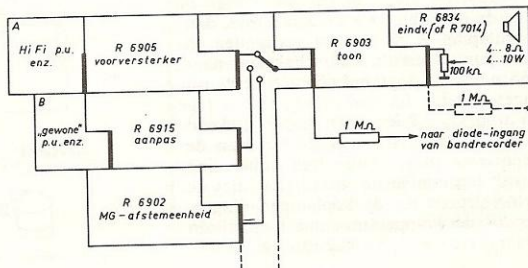 A
Hi Fi p.u.
enz.
R 6905
voorversterker
R 6903
toon
R 6834
eindv.(of R 7014)
4...8Ω
4...10W
100kΩ
1 MΩ
B
„gewone"
p.u. enz.
R 6915
aanpas
1 MΩ
naar diode-ingang
van bandrecorder
R 6902
MG-afstemeenheid